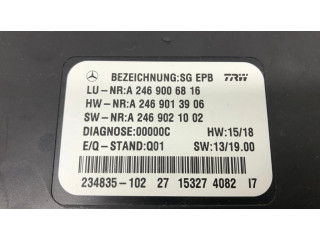 BEZEICHNUNG:SG EPB TRW
LU-NR:A 246 900 68 16
HW-NR:A 246 901 39 06
SW-NR:A 246 902 10 02
DIAGNOSE:00000C HW:15/18
E/Q-STAND:Q01 SW:13/19.00
234835-102 27 15327 4082 I7